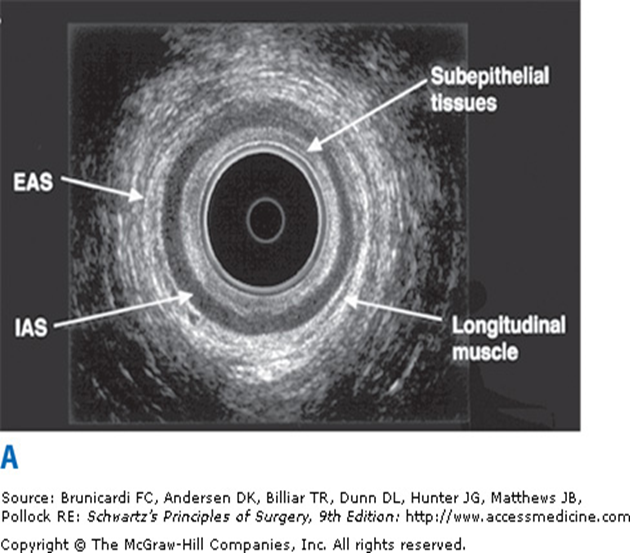 Subepithelial
tissues
EAS
IAS
Longitudinal
muscle
A
Source: Brunicardi FC, Andersen DK, Billiar TR, Dunn DL, Hunter JG, Matthews JB,
Pollock RE: Schwartz's Principles of Surgery, 9th Edition: http://www.accessmedicine.com
Copyright © The McGraw-Hill Companies, Inc. All rights reserved.